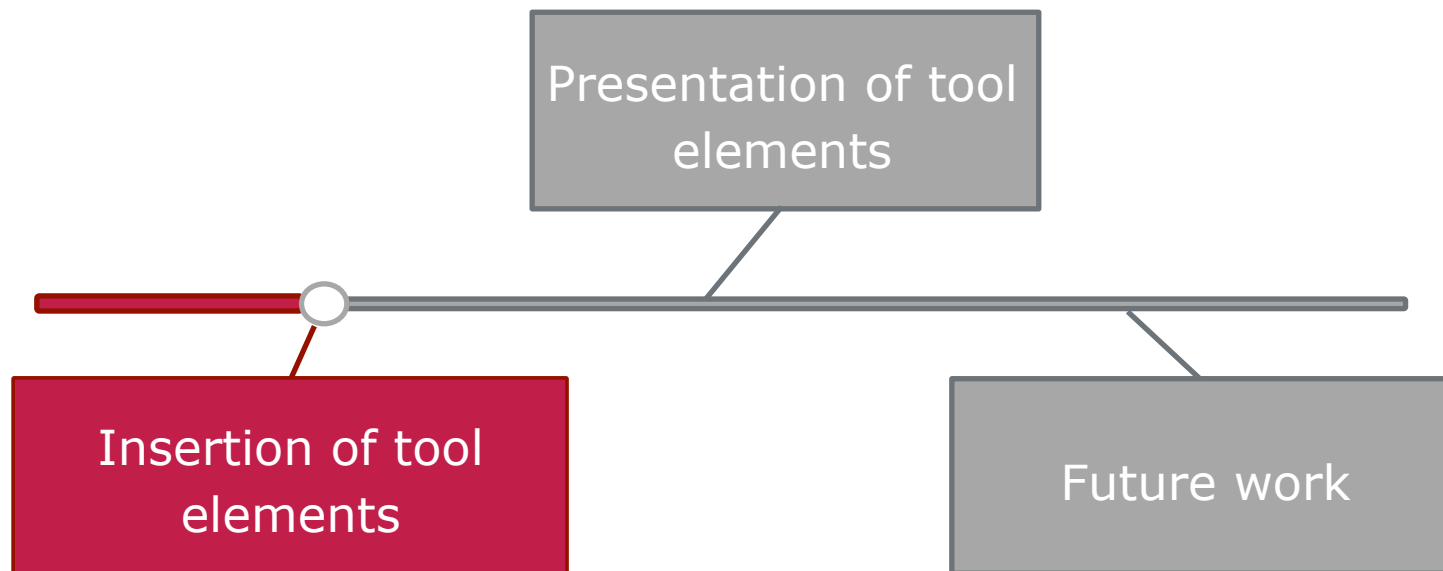 Presentation of tool
elements
Insertion of tool
elements
Future work